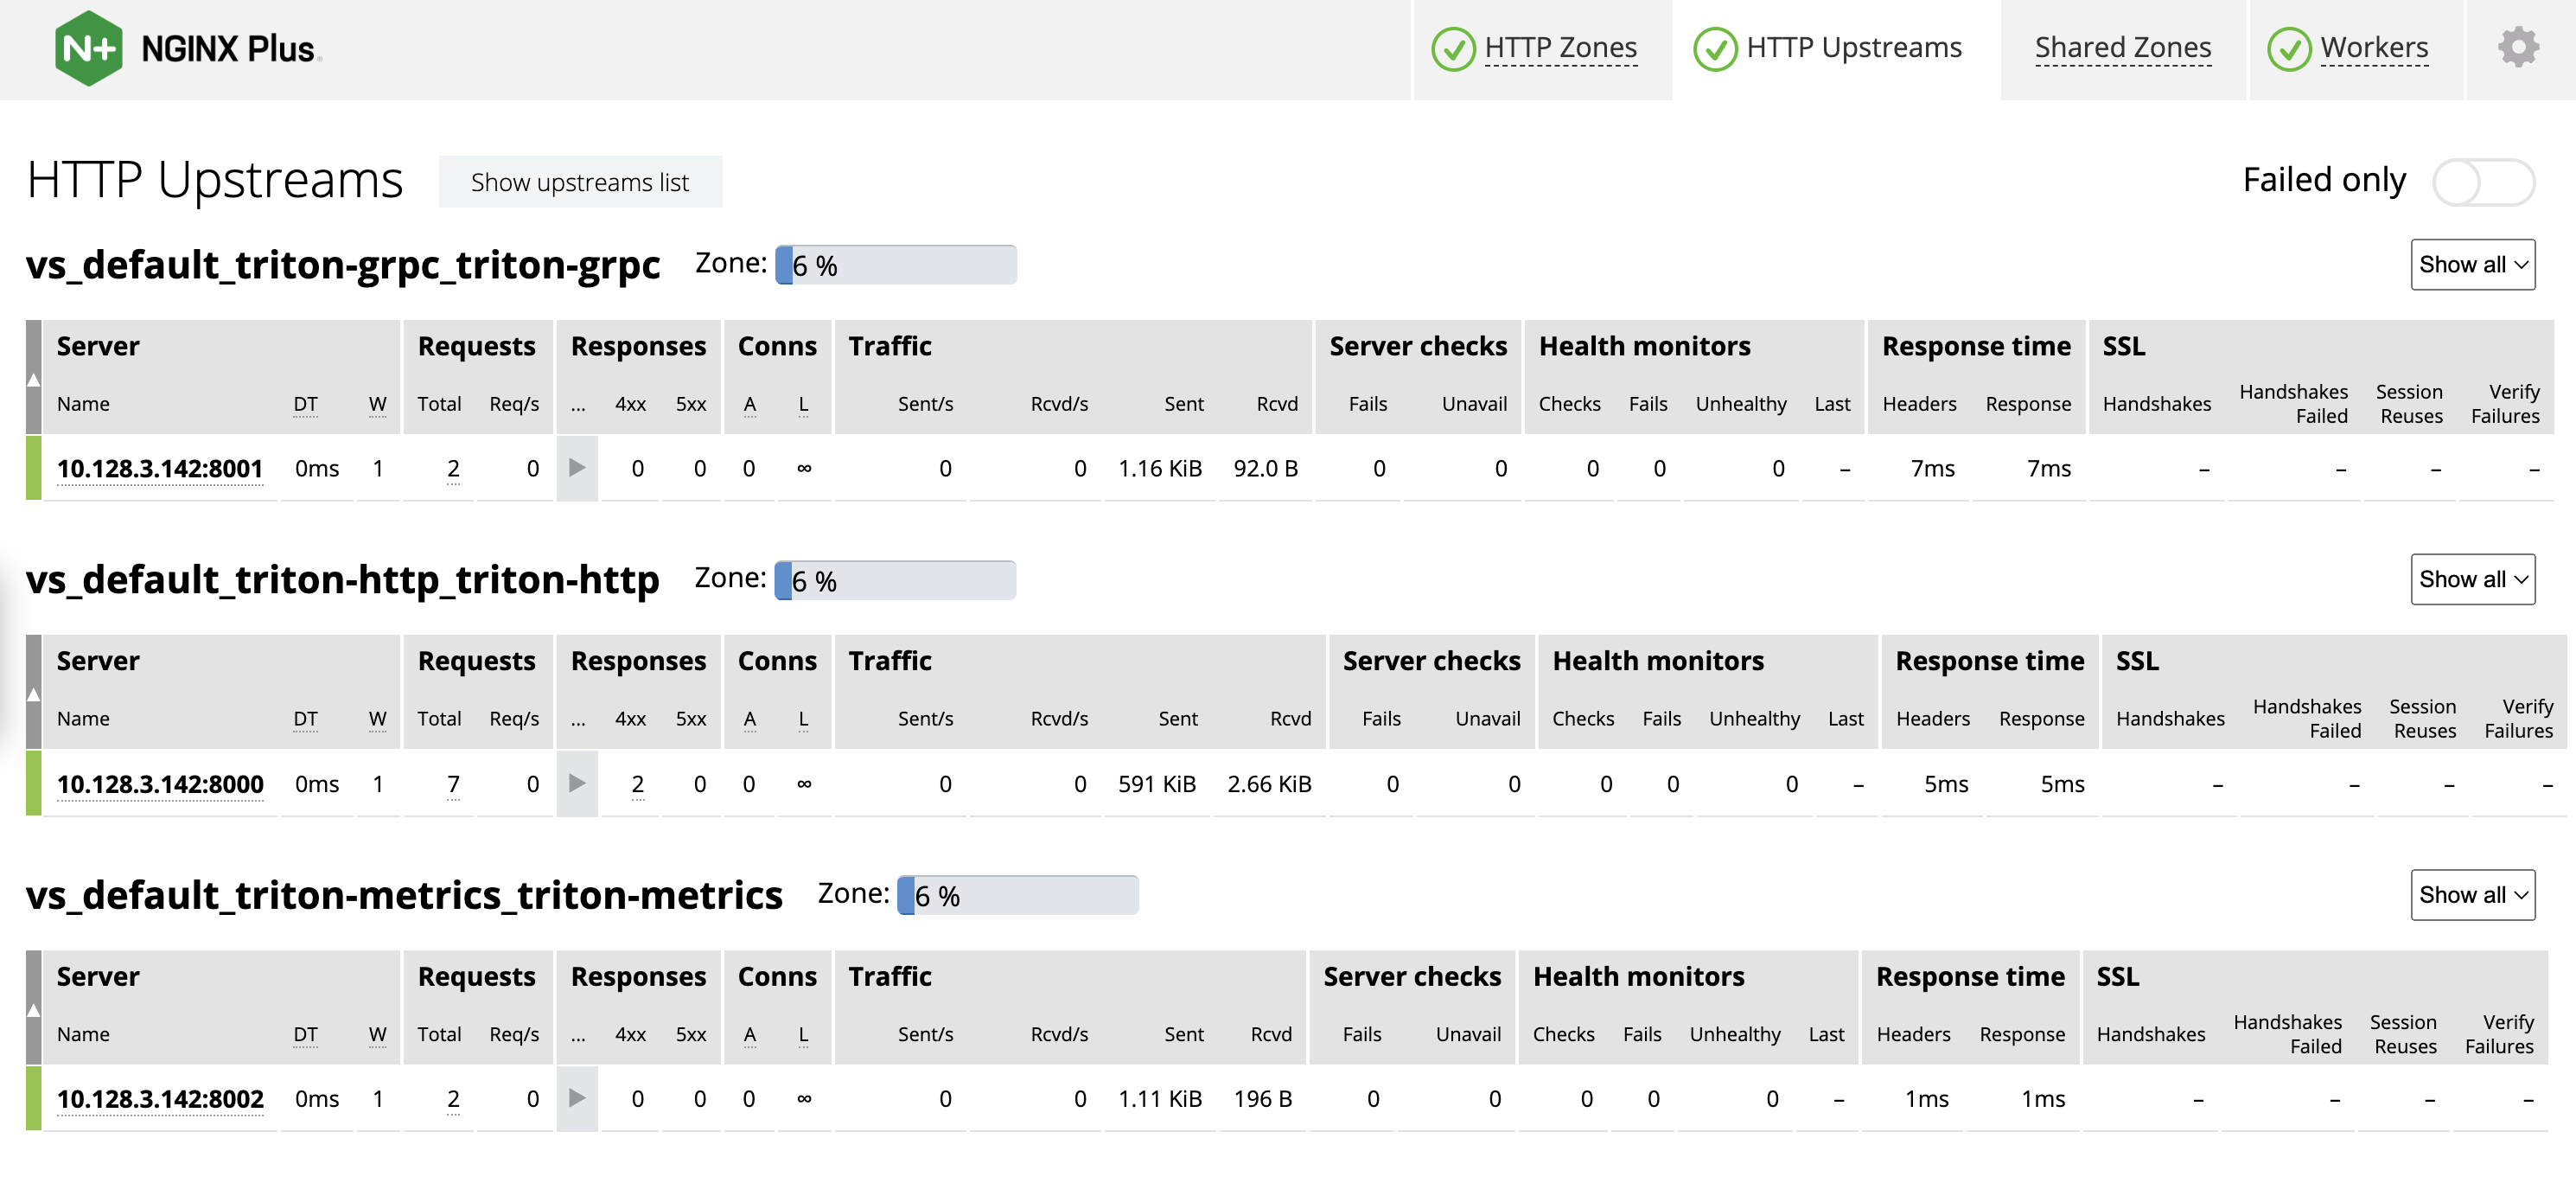 N+ NGINX Plus HTTP Zones HTTP Upstreams Shared Zones Workers
HTTP Upstreams Show upstreams list Failed only
vs_default_triton-grpc_triton-grpc Zone: 6 % Show all
Server Requests Responses Conns Traffic Server checks Health monitors Response time SSL
Name DT W Total Req/s ... 4xx 5xx A L Sent/s Rcvd/s Sent Rcvd Fails Unavail Checks Fails Unhealthy Last Headers Response Handshakes Handshakes Failed Session Reuses Verify Failures
10.128.3.142:8001 0ms 1 2 0 0 0 0 ∞ 0 0 1.16 KiB 92.0 B 0 0 0 0 0 – 7ms 7ms – – – –
vs_default_triton-http_triton-http Zone: 6 % Show all
Server Requests Responses Conns Traffic Server checks Health monitors Response time SSL
Name DT W Total Req/s ... 4xx 5xx A L Sent/s Rcvd/s Sent Rcvd Fails Unavail Checks Fails Unhealthy Last Headers Response Handshakes Handshakes Failed Session Reuses Verify Failures
10.128.3.142:8000 0ms 1 7 0 2 0 0 ∞ 0 0 591 KiB 2.66 KiB 0 0 0 0 0 – 5ms 5ms – – – –
vs_default_triton-metrics_triton-metrics Zone: 6 % Show all
Server Requests Responses Conns Traffic Server checks Health monitors Response time SSL
Name DT W Total Req/s ... 4xx 5xx A L Sent/s Rcvd/s Sent Rcvd Fails Unavail Checks Fails Unhealthy Last Headers Response Handshakes Handshakes Failed Session Reuses Verify Failures
10.128.3.142:8002 0ms 1 2 0 0 0 0 ∞ 0 0 1.11 KiB 196 B 0 0 0 0 0 – 1ms 1ms – – – –